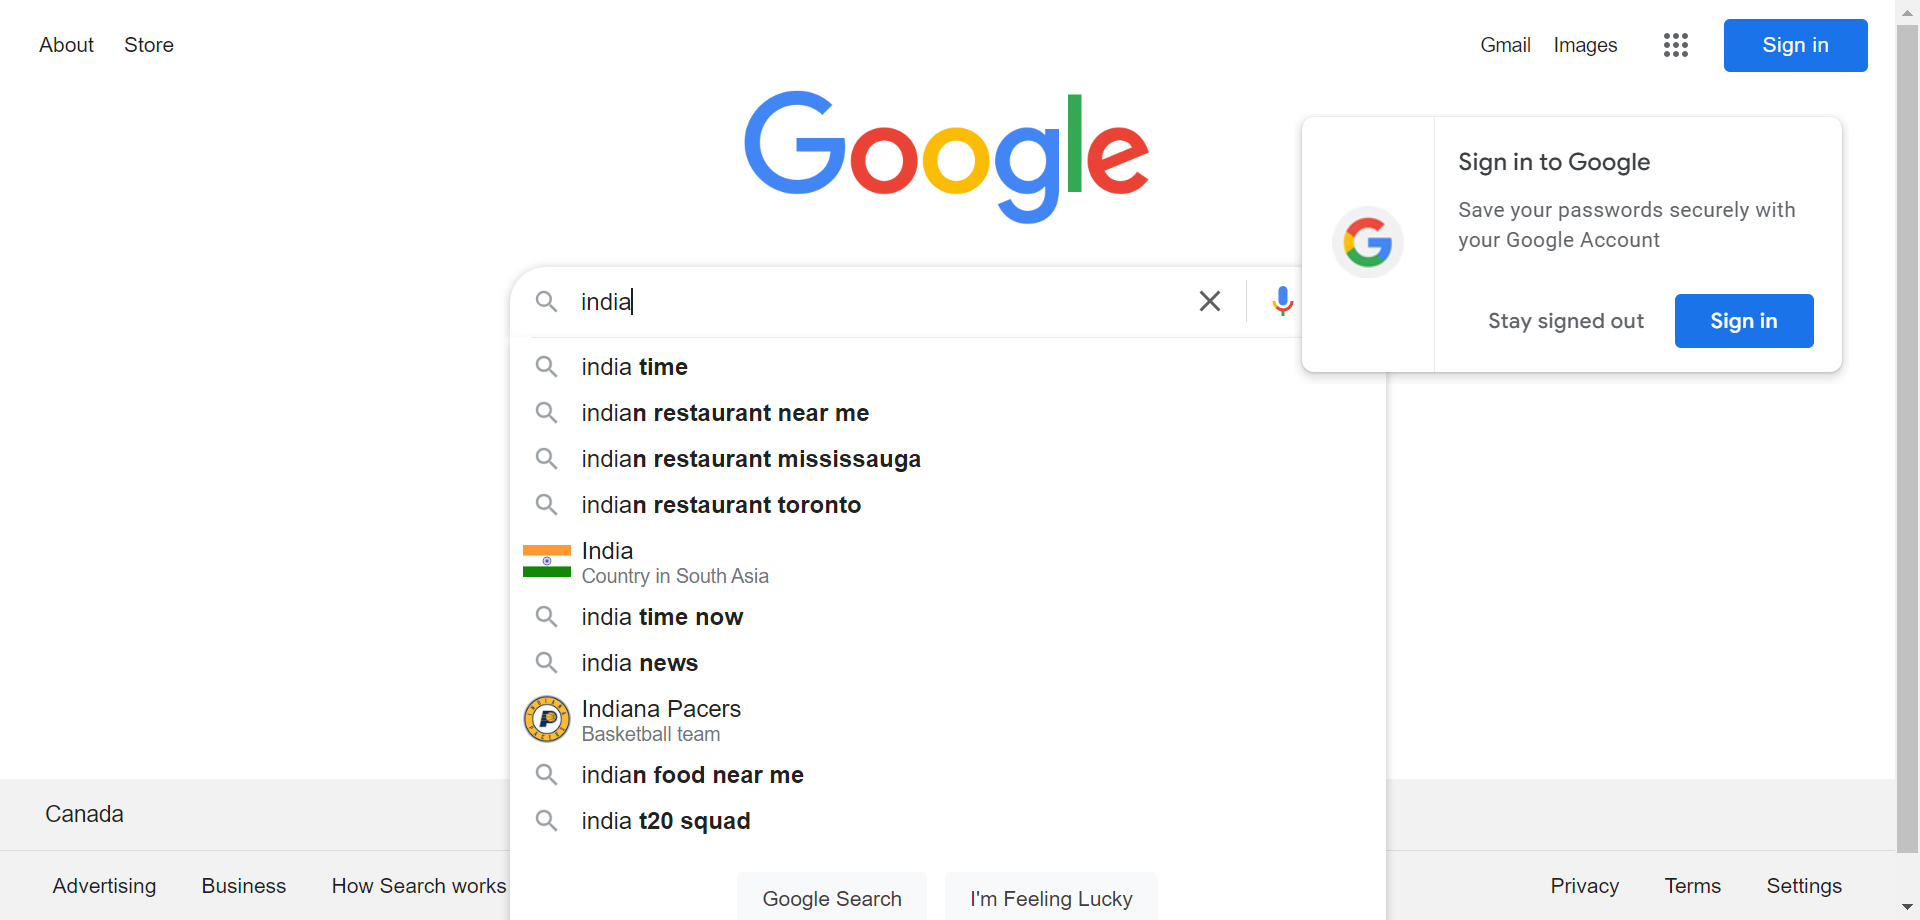 About Store
Gmail Images Sign in
Google
Sign in to Google
Save your passwords securely with
your Google Account
Stay signed out Sign in
india
india time
indian restaurant near me
indian restaurant mississauga
indian restaurant toronto
India
Country in South Asia
india time now
india news
Indiana Pacers
Basketball team
indian food near me
india t20 squad
Google Search I'm Feeling Lucky
Canada
Advertising Business How Search works
Privacy Terms Settings